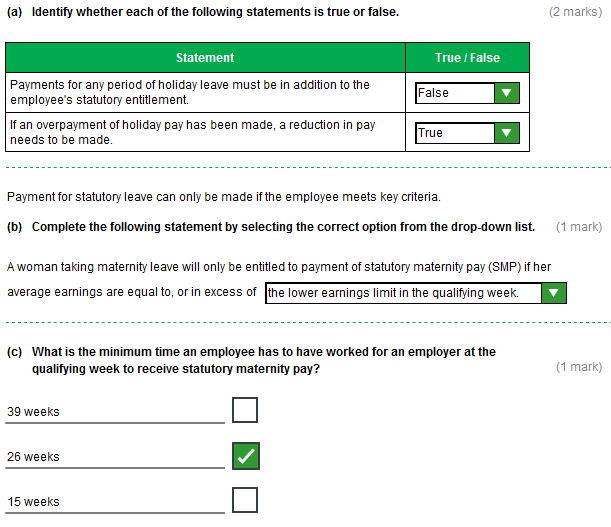 (a) Identify whether each of the following statements is true or false. (2 marks)
Statement True / False
Payments for any period of holiday leave must be in addition to the
employee's statutory entitlement.
False
If an overpayment of holiday pay has been made, a reduction in pay
needs to be made.
True
Payment for statutory leave can only be made if the employee meets key criteria.
(b) Complete the following statement by selecting the correct option from the drop-down list. (1 mark)
A woman taking maternity leave will only be entitled to payment of statutory maternity pay (SMP) if her
average earnings are equal to, or in excess of the lower earnings limit in the qualifying week.
(c) What is the minimum time an employee has to have worked for an employer at the
qualifying week to receive statutory maternity pay? (1 mark)
39 weeks
26 weeks
15 weeks